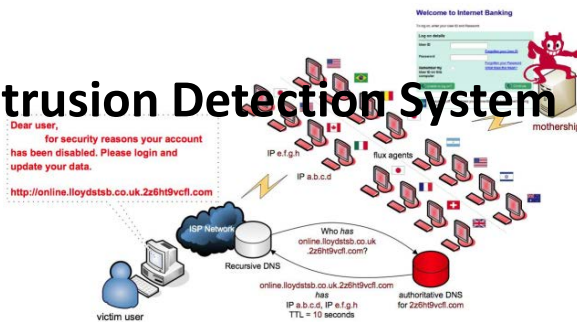 Welcome to Internet Banking
Log on details
User ID
Password
trusion Detection System
mothership
Dear user,
for security reasons your account
has been disabled. Please login and
update your data.
http://online.lloydstsb.co.uk.2z6ht9vcfl.com
IP e.f.g.h
flux agents
IP a.b.c.d
ISP Network
Recursive DNS
Who has
online.lloydstsb.co.uk
.2z6ht9vcfl.com?
online.lloydstsb.co.uk.2z6ht9vcfl.com
has
IP a.b.c.d, IP e.f.g.h
TTL = 10 seconds
authoritative DNS
for 2z6ht9vcfl.com
victim user